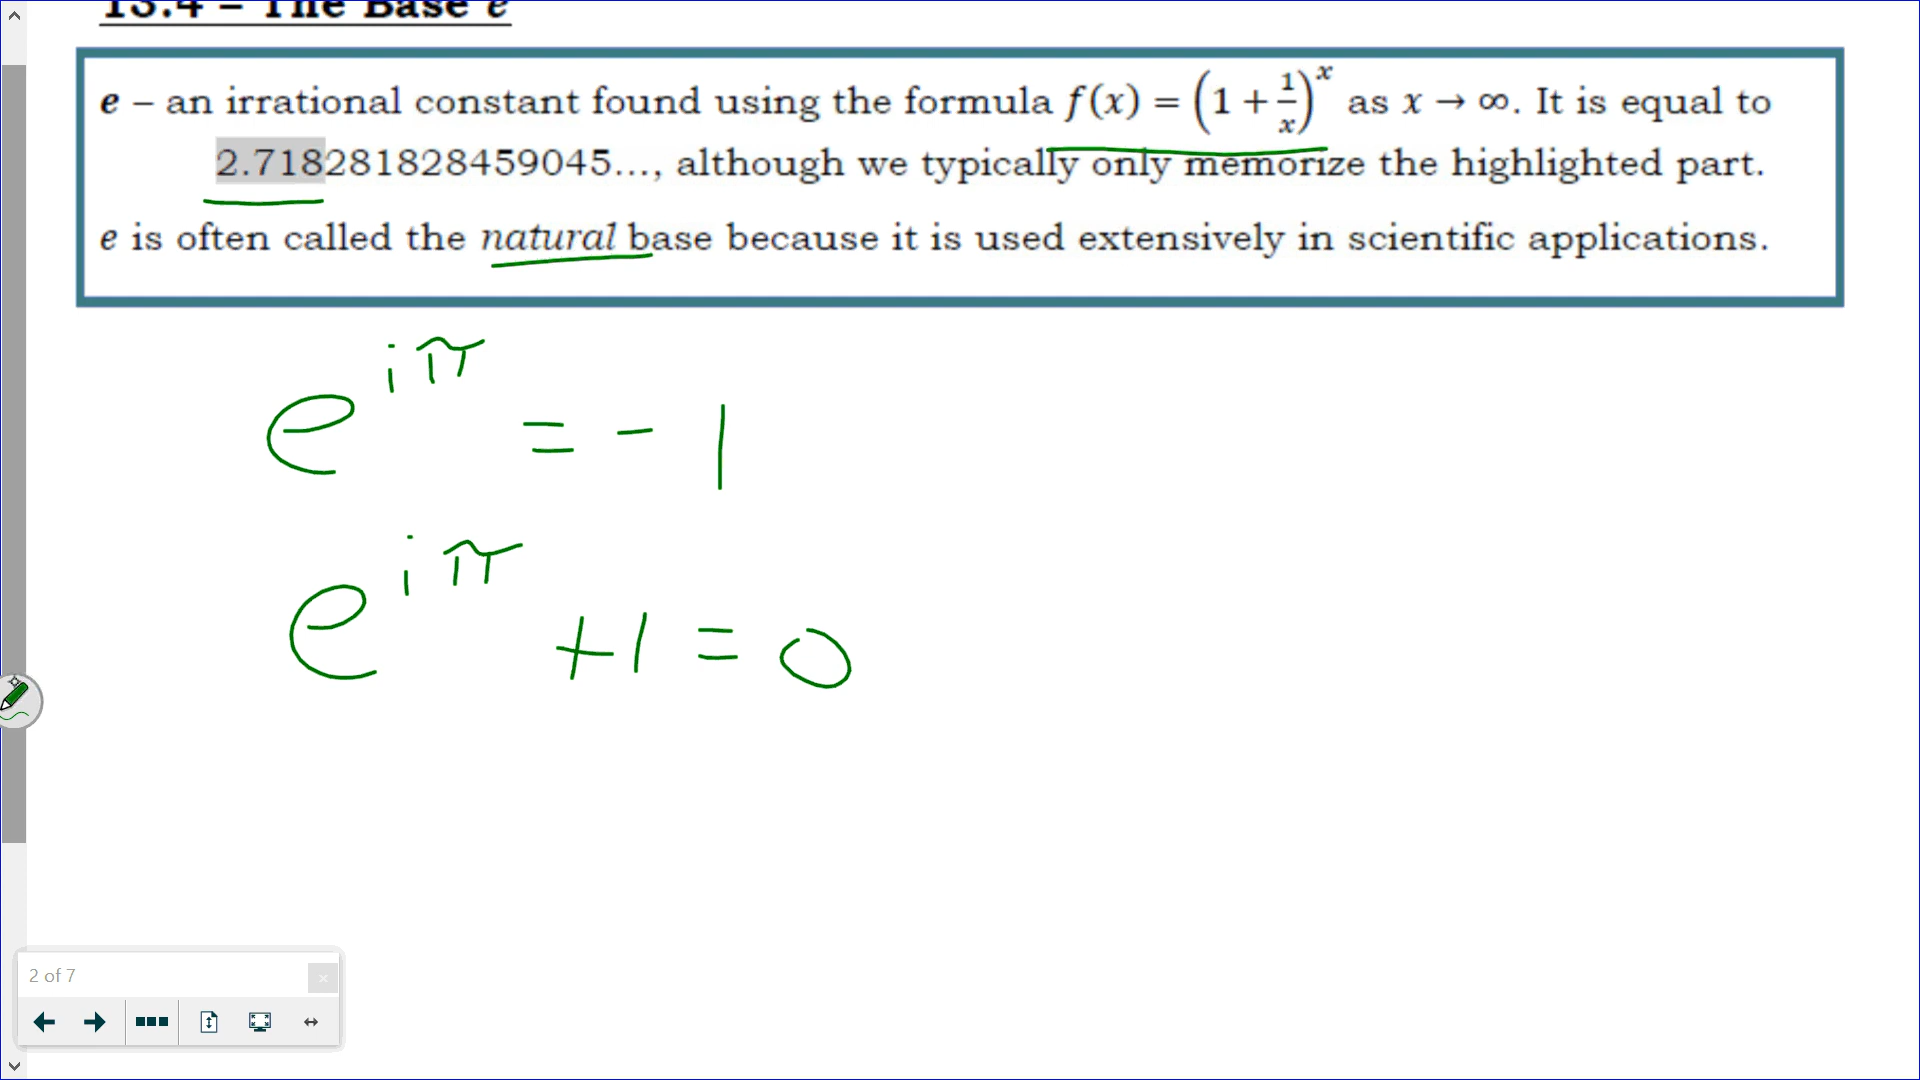 13.4 – The Base e
e – an irrational constant found using the formula f(x) = (1 + 1/x)^x as x → ∞. It is equal to
2.718281828459045..., although we typically only memorize the highlighted part.
e is often called the natural base because it is used extensively in scientific applications.
e^iπ = - 1
e^iπ +1 = 0
2 of 7